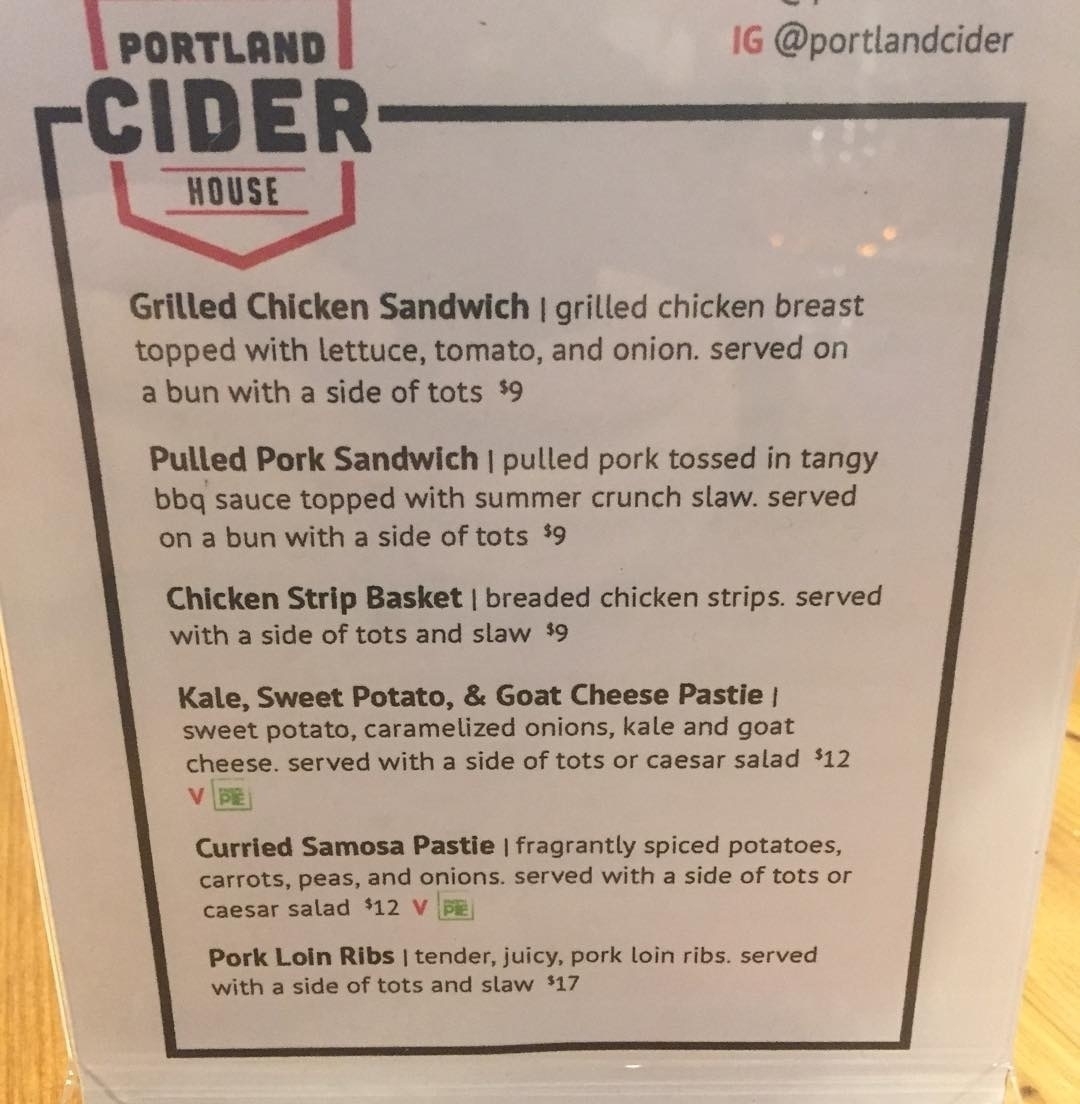 IG @portlandcider
PORTLAND
CIDER
HOUSE
Grilled Chicken Sandwich | grilled chicken breast
topped with lettuce, tomato, and onion. served on
a bun with a side of tots $9
Pulled Pork Sandwich | pulled pork tossed in tangy
bbq sauce topped with summer crunch slaw. served
on a bun with a side of tots $9
Chicken Strip Basket | breaded chicken strips. served
with a side of tots and slaw $9
Kale, Sweet Potato, & Goat Cheese Pastie |
sweet potato, caramelized onions, kale and goat
cheese. served with a side of tots or caesar salad $12
V PIE
Curried Samosa Pastie | fragrantly spiced potatoes,
carrots, peas, and onions. served with a side of tots or
caesar salad $12 V PIE
Pork Loin Ribs | tender, juicy, pork loin ribs. served
with a side of tots and slaw $17